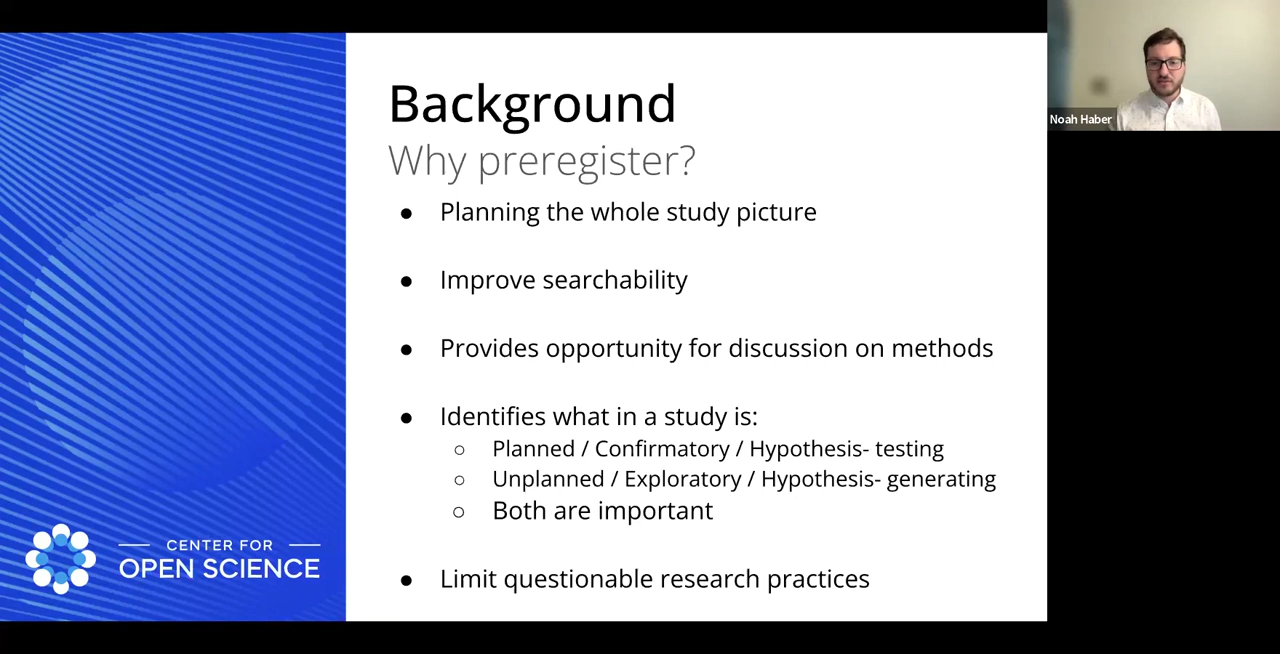 Background
Why preregister?
● Planning the whole study picture
● Improve searchability
● Provides opportunity for discussion on methods
● Identifies what in a study is:
○ Planned / Confirmatory / Hypothesis- testing
○ Unplanned / Exploratory / Hypothesis- generating
○ Both are important
● Limit questionable research practices
CENTER FOR
OPEN SCIENCE
Noah Haber